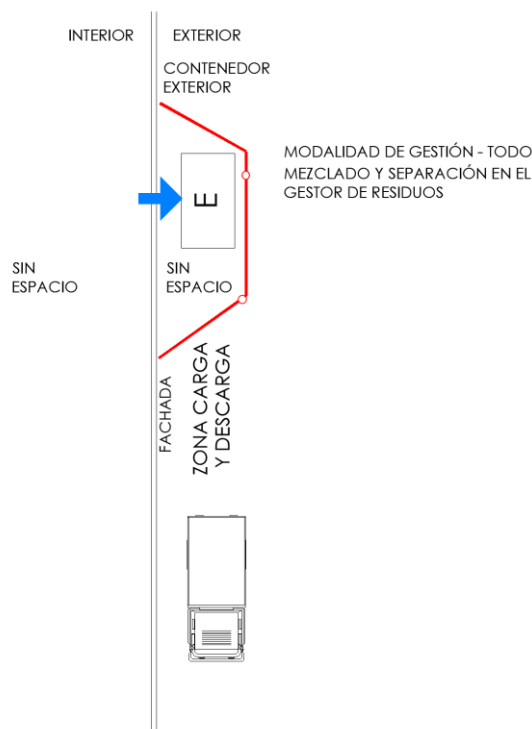 INTERIOR
EXTERIOR
CONTENEDOR
EXTERIOR
MODALIDAD DE GESTIÓN - TODO
MEZCLADO Y SEPARACIÓN EN EL
GESTOR DE RESIDUOS
E
SIN
ESPACIO
SIN
ESPACIO
FACHADA
ZONA CARGA
Y DESCARGA